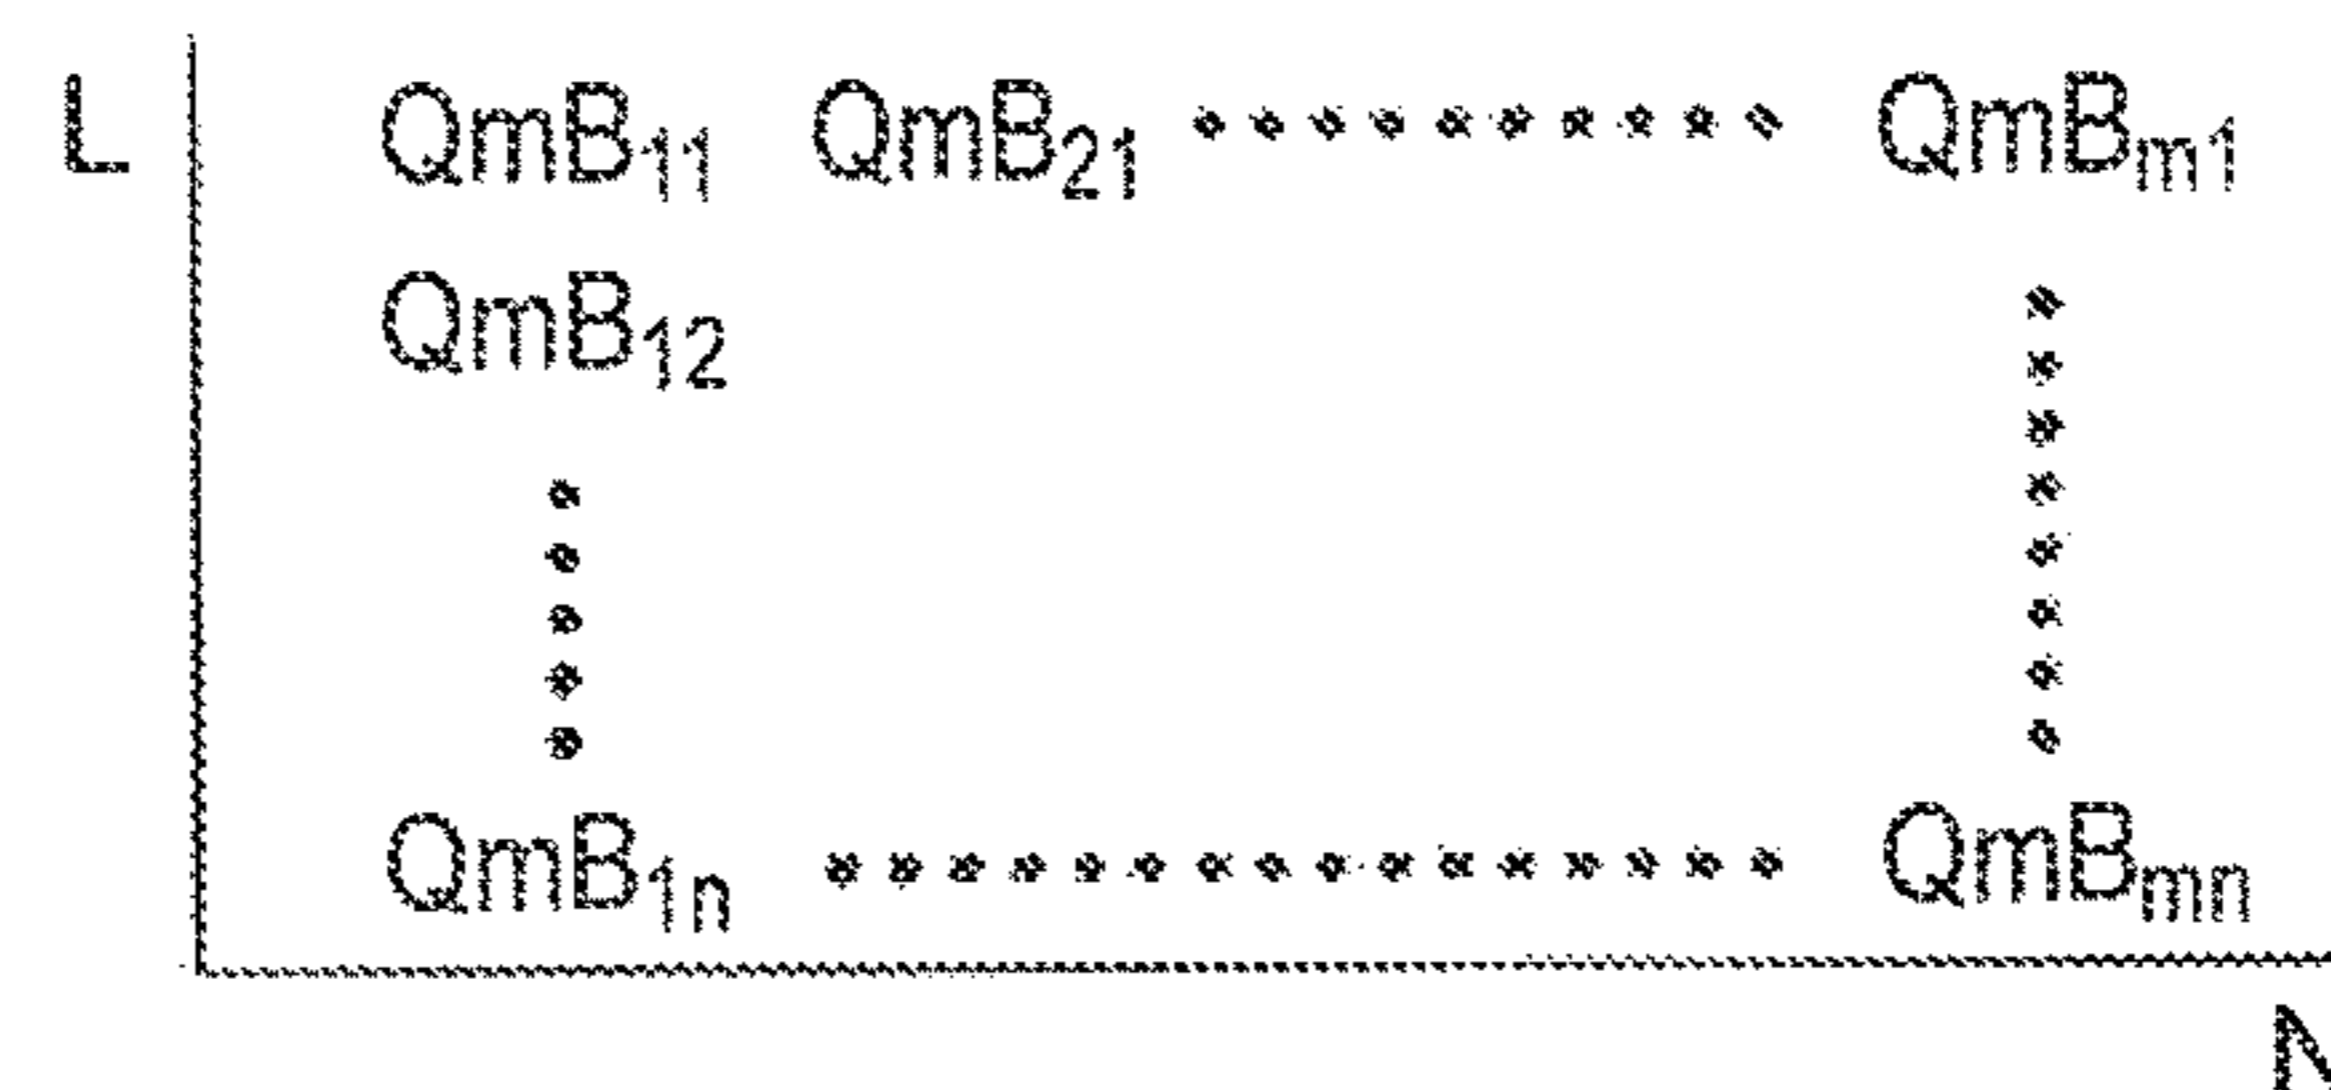 L QmB₁₁ QmB₂₁ •••••••••• QmBₘ₁
QmB₁₂
QmB₁ₙ •••••••••••••••• QmBₘₙ
N